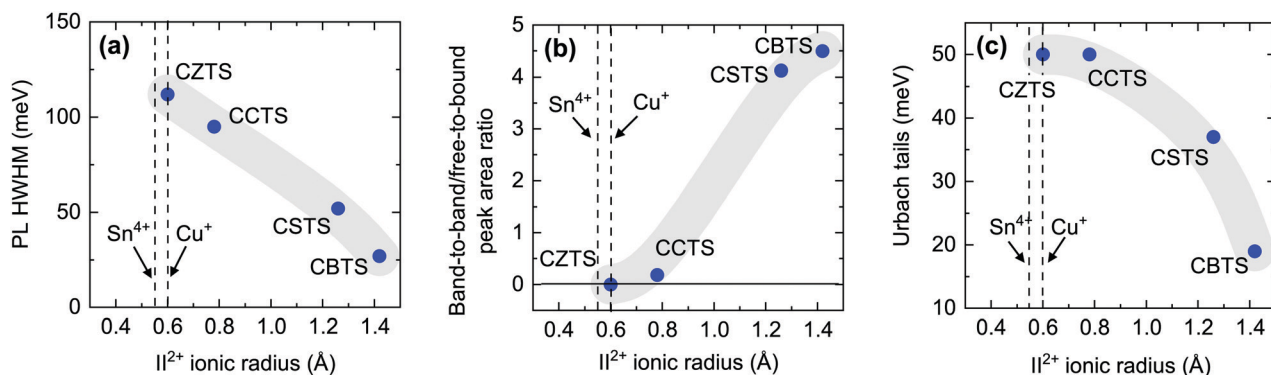 (a)
PL HWHM (meV)
150
100
50
0
CZTS
CCTS
CSTS
CBTS
Sn⁴⁺
Cu⁺
0.4 0.6 0.8 1.0 1.2 1.4
II²⁺ ionic radius (Å)
(b)
Band-to-band/free-to-bound
peak area ratio
5
4
3
2
1
0
CBTS
CSTS
Sn⁴⁺
Cu⁺
CZTS
CCTS
0.4 0.6 0.8 1.0 1.2 1.4
II²⁺ ionic radius (Å)
(c)
Urbach tails (meV)
50
40
30
20
10
CZTS
CCTS
CSTS
CBTS
Sn⁴⁺
Cu⁺
0.4 0.6 0.8 1.0 1.2 1.4
II²⁺ ionic radius (Å)